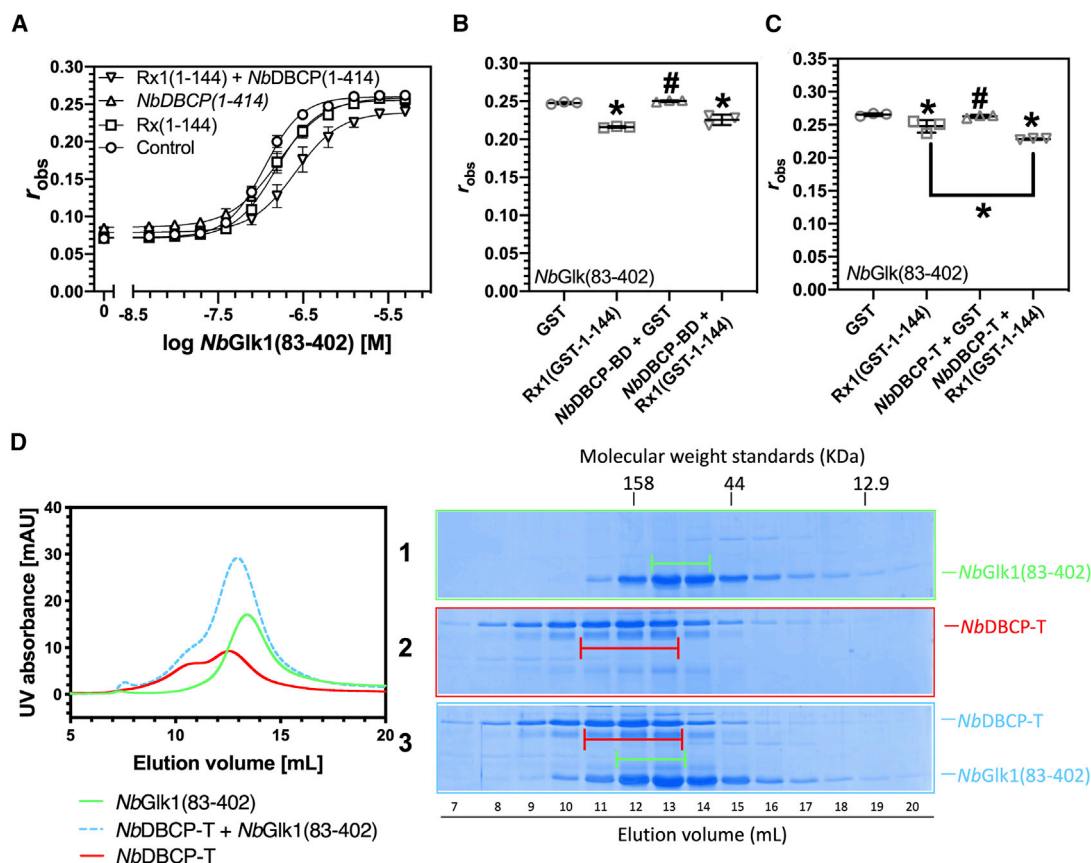 A
0.30
0.25
0.20
0.15
0.10
0.05
0.00
r obs
Rx1(1-144) + NbDBCP(1-414)
NbDBCP(1-414)
Rx(1-144)
Control
0
-8.5
-7.5
-6.5
-5.5
log NbGlk1(83-402) [M]
B
0.30
0.25
0.20
0.15
0.10
0.05
0.00
r obs
*
#
*
NbGlk(83-402)
GST
Rx1(GST-1-144)
NbDBCP-BD + GST
NbDBCP-BD +
Rx1(GST-1-144)
C
0.35
0.30
0.25
0.20
0.15
0.10
0.05
0.00
r obs
*
#
*
*
NbGlk(83-402)
GST
Rx1(GST-1-144)
NbDBCP-T + GST
NbDBCP-T +
Rx1(GST-1-144)
D
40
30
20
10
0
UV absorbance [mAU]
5
10
15
20
Elution volume [mL]
NbGlk1(83-402)
NbDBCP-T + NbGlk1(83-402)
NbDBCP-T
Molecular weight standards (KDa)
158
44
12.9
1
NbGlk1(83-402)
2
NbDBCP-T
3
NbDBCP-T
NbGlk1(83-402)
7 8 9 10 11 12 13 14 15 16 17 18 19 20
Elution volume (mL)